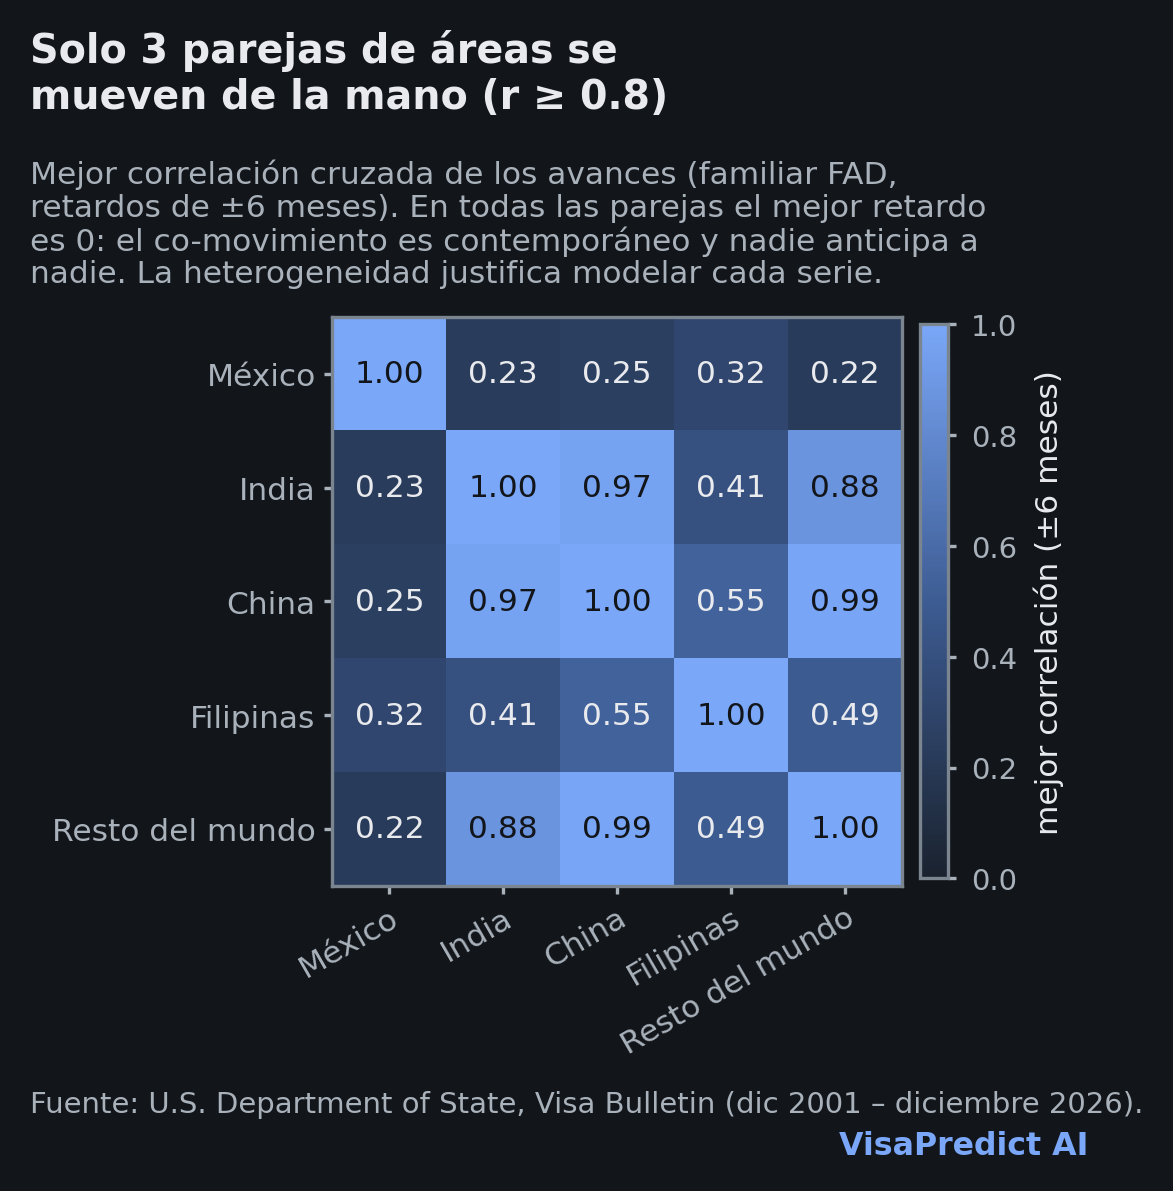 Solo 3 parejas de áreas se
mueven de la mano (r ≥ 0.8)
Mejor correlación cruzada de los avances (familiar FAD,
retardos de ±6 meses). En todas las parejas el mejor retardo
es 0: el co-movimiento es contemporáneo y nadie anticipa a
nadie. La heterogeneidad justifica modelar cada serie.
México 1.00 0.23 0.25 0.32 0.22
India 0.23 1.00 0.97 0.41 0.88
China 0.25 0.97 1.00 0.55 0.99
Filipinas 0.32 0.41 0.55 1.00 0.49
Resto del mundo 0.22 0.88 0.99 0.49 1.00
México India China Filipinas Resto del mundo
1.0
0.8
0.6
0.4
0.2
0.0
mejor correlación (±6 meses)
Fuente: U.S. Department of State, Visa Bulletin (dic 2001 – diciembre 2026).
VisaPredict AI